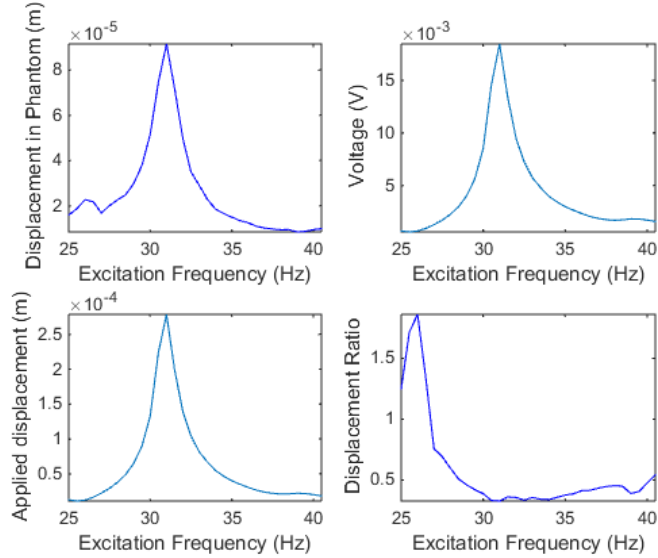 ×10⁻⁵
Displacement in Phantom (m)
8
6
4
2
25 30 35 40
Excitation Frequency (Hz)
×10⁻³
Voltage (V)
15
10
5
25 30 35 40
Excitation Frequency (Hz)
×10⁻⁴
Applied displacement (m)
2.5
2
1.5
1
0.5
25 30 35 40
Excitation Frequency (Hz)
Displacement Ratio
1.5
1
0.5
25 30 35 40
Excitation Frequency (Hz)